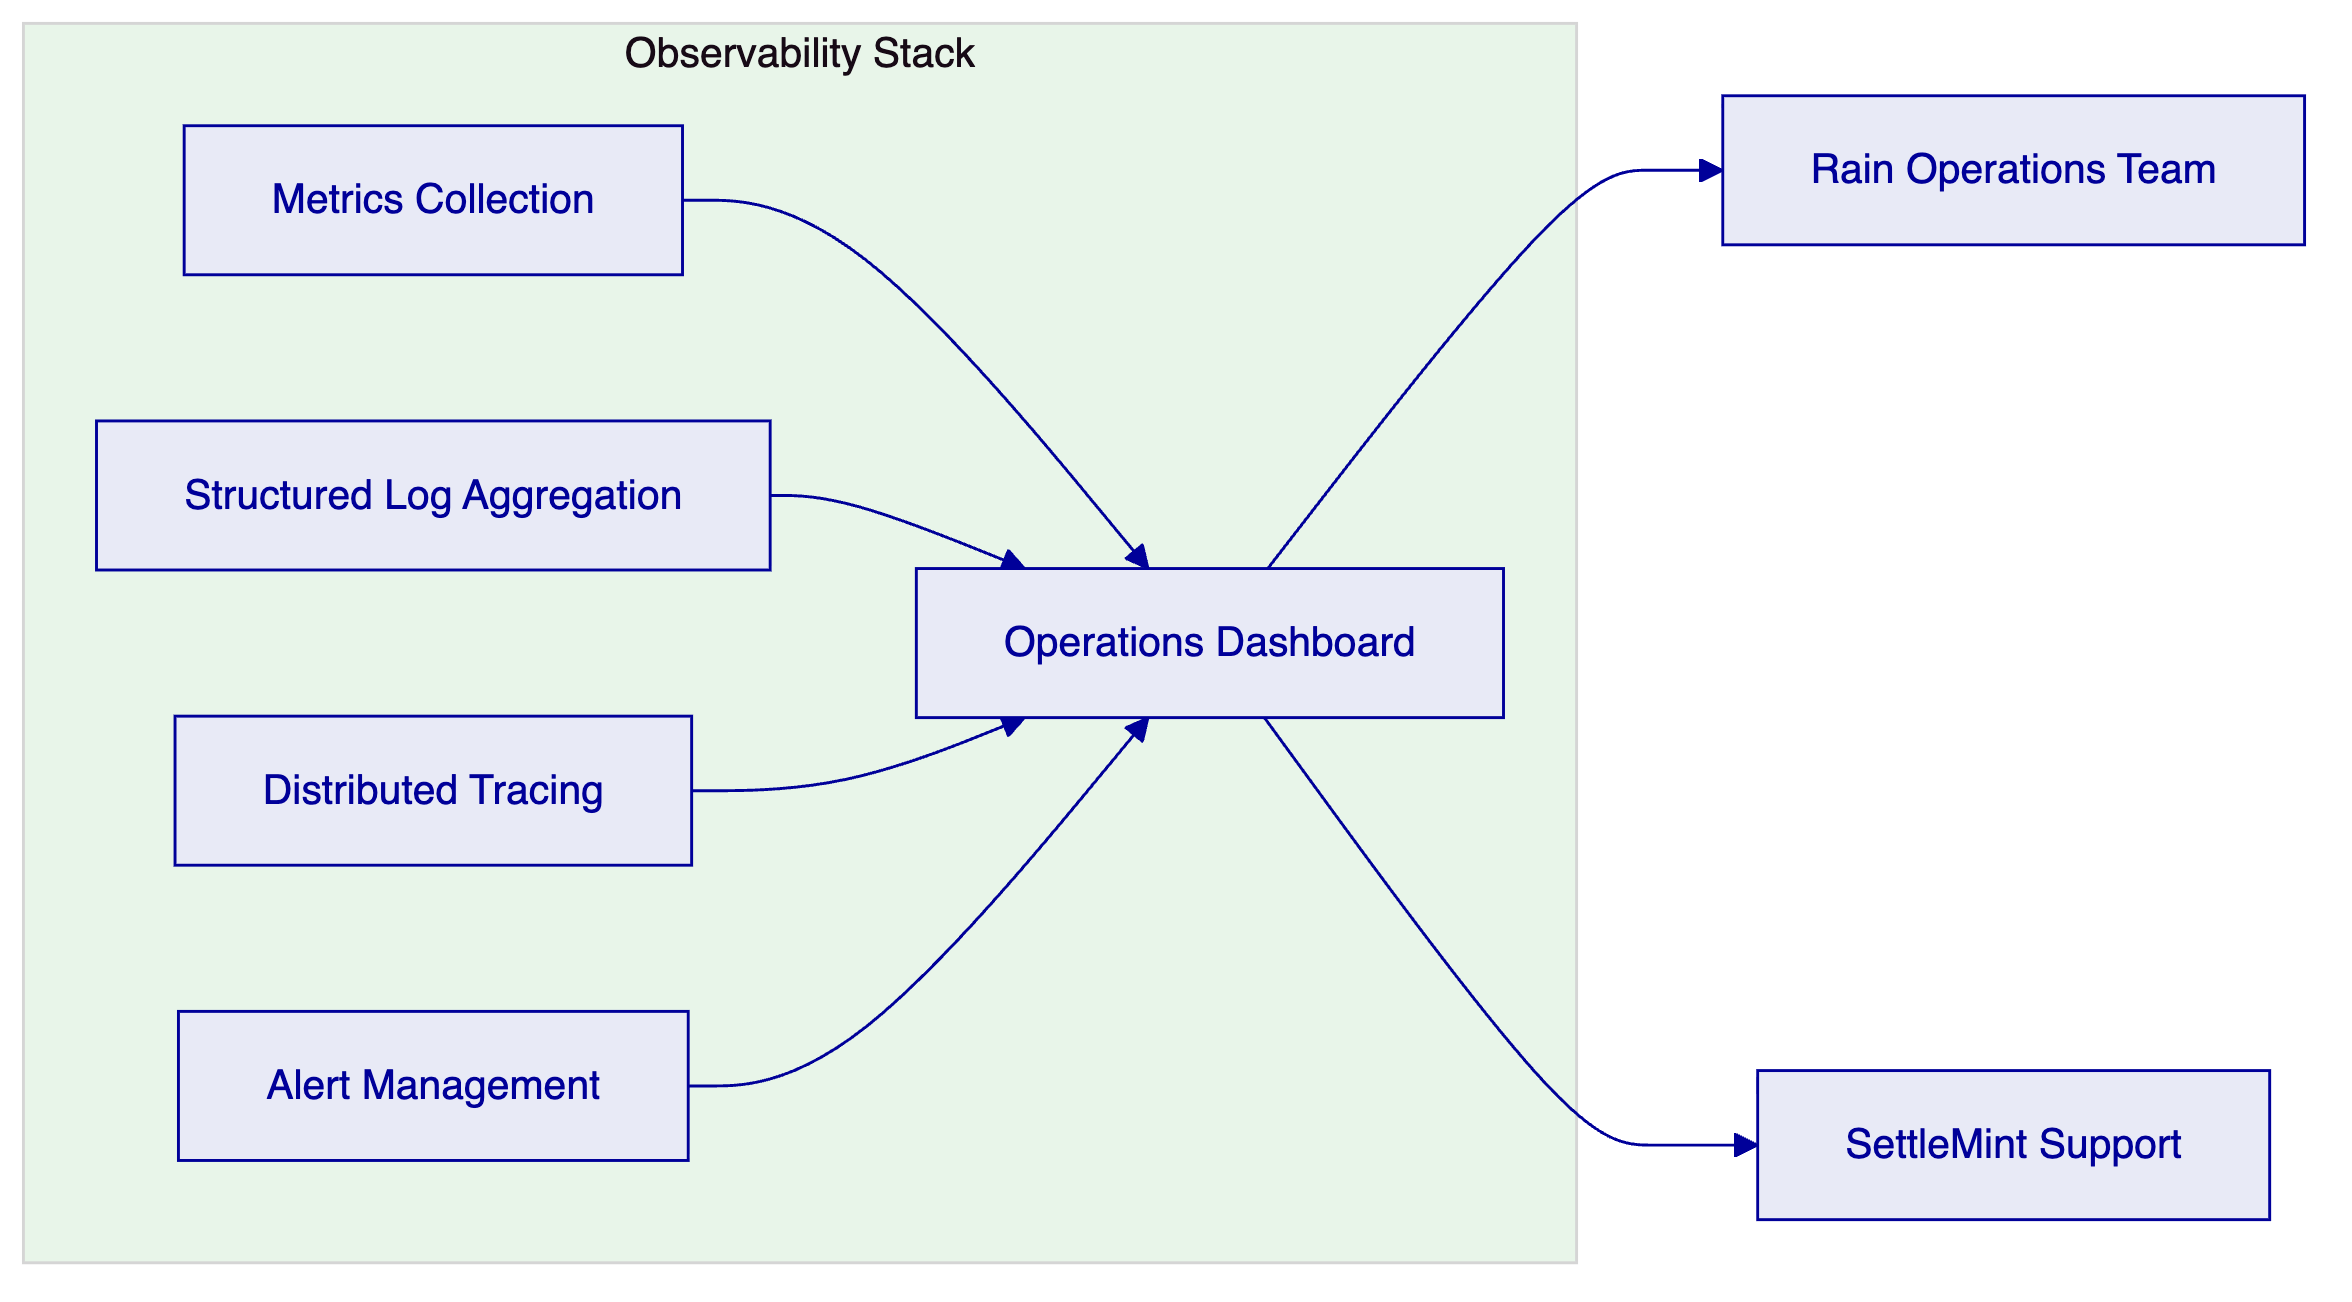 Observability Stack
Metrics Collection
Structured Log Aggregation
Distributed Tracing
Alert Management
Operations Dashboard
Rain Operations Team
SettleMint Support